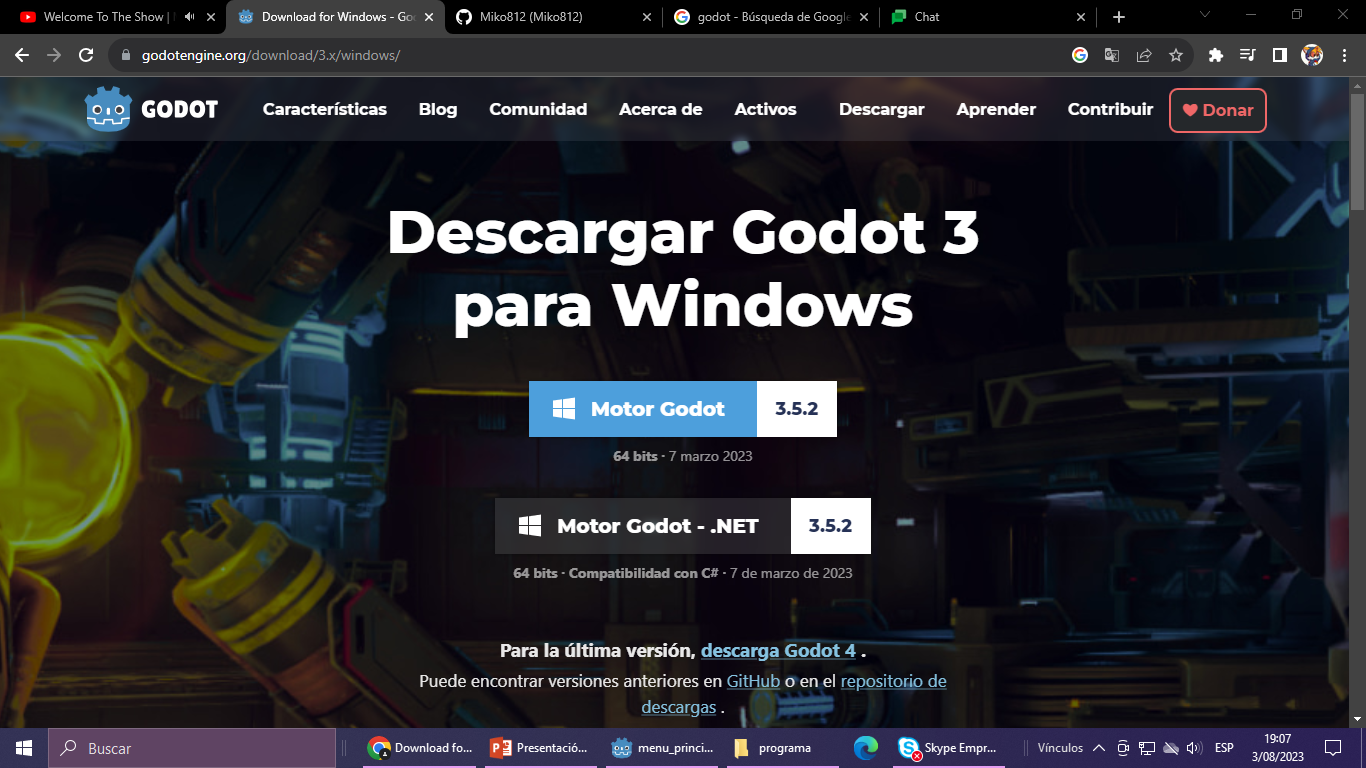 Welcome To The Show |
Download for Windows - Go
Miko812 (Miko812)
godot - Búsqueda de Google
Chat
godotengine.org/download/3.x/windows/
GODOT
Características
Blog
Comunidad
Acerca de
Activos
Descargar
Aprender
Contribuir
Donar
Descargar Godot 3
para Windows
Motor Godot
3.5.2
64 bits · 7 marzo 2023
Motor Godot - .NET
3.5.2
64 bits · Compatibilidad con C# · 7 de marzo de 2023
Para la última versión, descarga Godot 4 .
Puede encontrar versiones anteriores en GitHub o en el repositorio de
descargas .
Buscar
Download fo...
Presentació...
menu_princi...
programa
Skype Empr...
Vínculos
ESP
19:07
3/08/2023